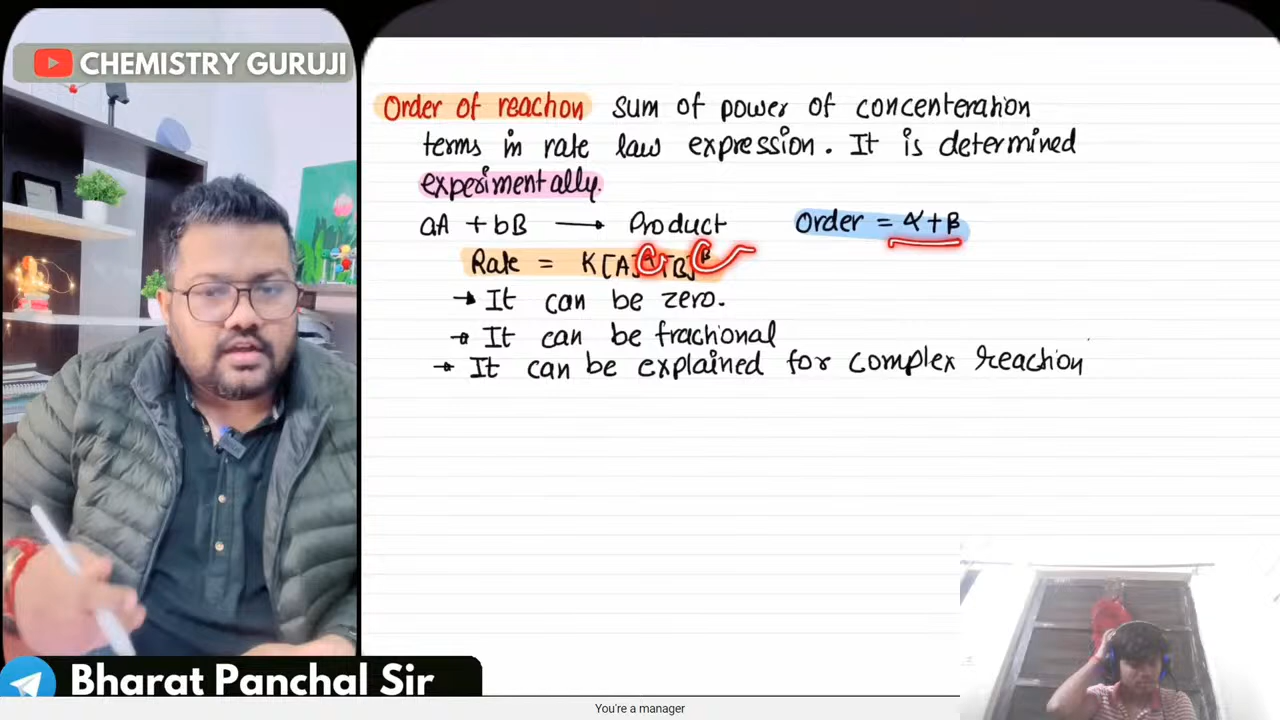 CHEMISTRY GURUJI
Order of reaction sum of power of concenteration
terms in rate law expression. It is determined
experimentally.
aA + bB → Product Order = α + β
Rate = K[A]^α [B]^β
→ It can be zero.
→ It can be fractional
→ It can be explained for complex reaction
Bharat Panchal Sir
You're a manager